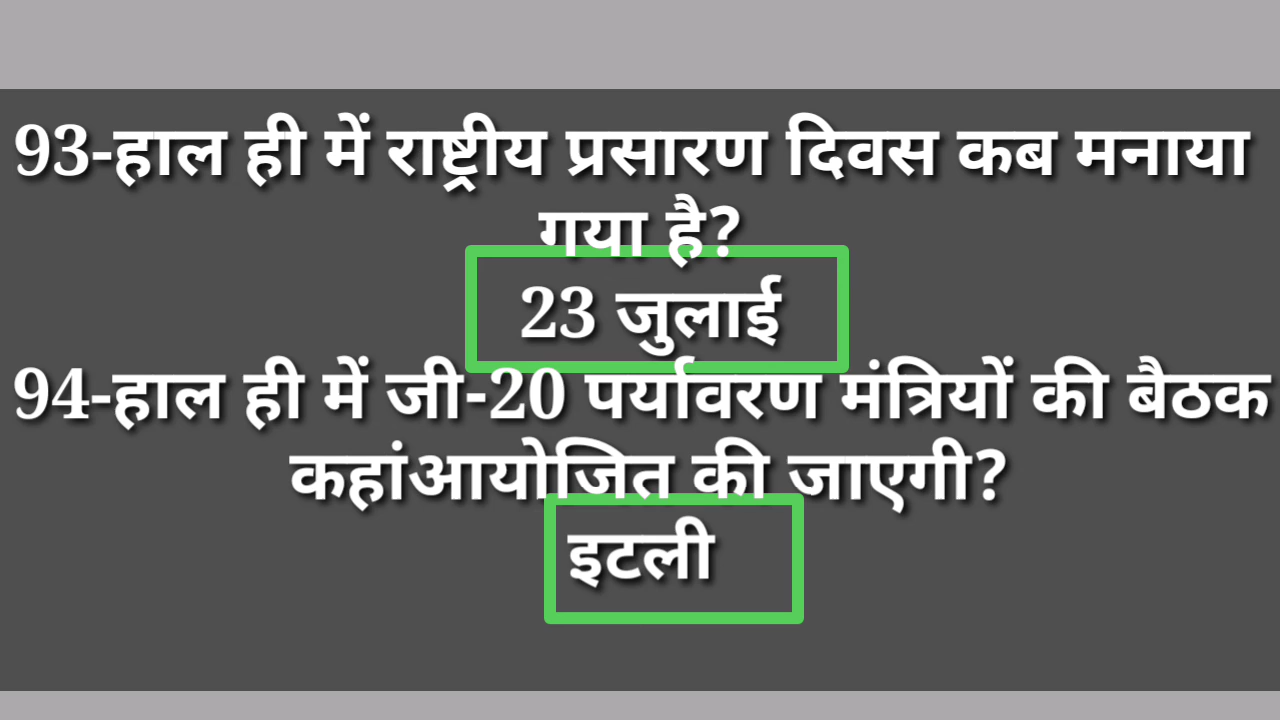 93-हाल ही में राष्ट्रीय प्रसारण दिवस कब मनाया
गया है?
23 जुलाई
94-हाल ही में जी-20 पर्यावरण मंत्रियों की बैठक
कहांआयोजित की जाएगी?
इटली